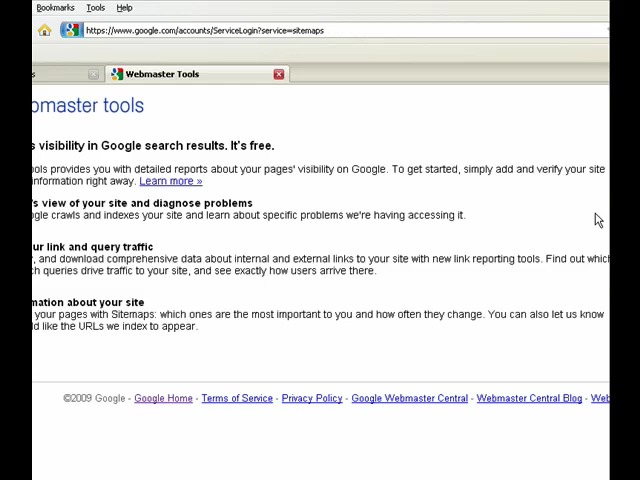 Bookmarks Tools Help
https://www.google.com/accounts/ServiceLogin?service=sitemaps
s Webmaster Tools
bmaster tools
s visibility in Google search results. It's free.
ools provides you with detailed reports about your pages' visibility on Google. To get started, simply add and verify your site
information right away. Learn more »
's view of your site and diagnose problems
ogle crawls and indexes your site and learn about specific problems we're having accessing it.
ur link and query traffic
, and download comprehensive data about internal and external links to your site with new link reporting tools. Find out which
ch queries drive traffic to your site, and see exactly how users arrive there.
mation about your site
your pages with Sitemaps: which ones are the most important to you and how often they change. You can also let us know
ld like the URLs we index to appear.
©2009 Google - Google Home - Terms of Service - Privacy Policy - Google Webmaster Central - Webmaster Central Blog - Web